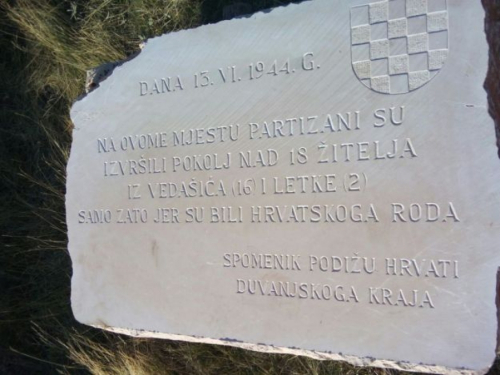 DANA 13. VI. 1944. G.
NA OVOME MJESTU PARTIZANI SU
IZVRŠILI POKOLJ NAD 18 ŽITELJA
IZ VEDAŠIĆA (16) I LETKE (2)
SAMO ZATO JER SU BILI HRVATSKOGA RODA
SPOMENIK PODIŽU HRVATI
DUVANJSKOGA KRAJA